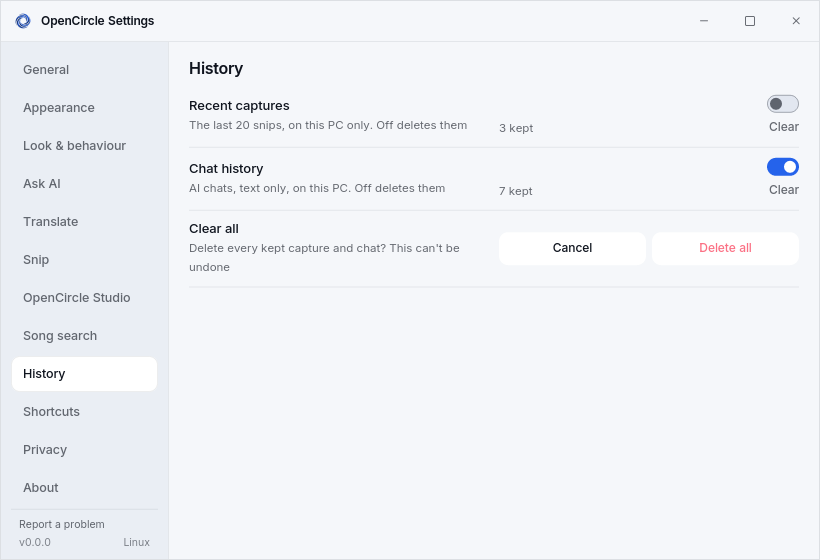 OpenCircle Settings
General
Appearance
Look & behaviour
Ask AI
Translate
Snip
OpenCircle Studio
Song search
History
Shortcuts
Privacy
About
Report a problem
v0.0.0 Linux
History
Recent captures
The last 20 snips, on this PC only. Off deletes them
3 kept
Clear
Chat history
AI chats, text only, on this PC. Off deletes them
7 kept
Clear
Clear all
Delete every kept capture and chat? This can't be
undone
Cancel
Delete all